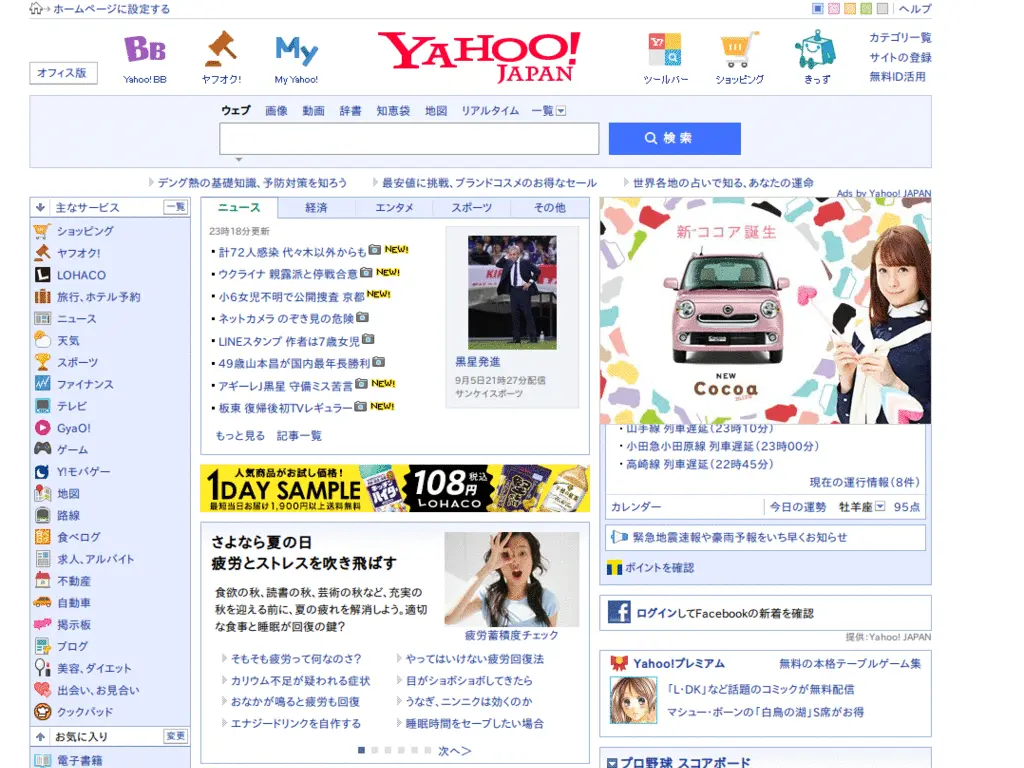 ホームページに設定する
ヘルプ
オフィス版
BB
Yahoo! BB
ヤフオク!
My
My Yahoo!
YAHOO!
JAPAN
Y!
ツールバー
ショッピング
きっず
カテゴリ一覧
サイトの登録
無料ID活用
ウェブ 画像 動画 辞書 知恵袋 地図 リアルタイム 一覧
検索
デング熱の基礎知識、予防対策を知ろう
最安値に挑戦、ブランドコスメのお得なセール
世界各地の占いで知る、あなたの運命
主なサービス 一覧
ショッピング
ヤフオク!
LOHACO
旅行、ホテル予約
ニュース
天気
スポーツ
ファイナンス
テレビ
GyaO!
ゲーム
Y!モバゲー
地図
路線
食べログ
求人、アルバイト
不動産
自動車
掲示板
ブログ
美容、ダイエット
出会い、お見合い
クックパッド
お気に入り 変更
電子書籍
ニュース 経済 エンタメ スポーツ その他
23時18分更新
計72人感染 代々木以外からも NEW!
ウクライナ 親露派と停戦合意 NEW!
小6女児不明で公開捜査 京都 NEW!
ネットカメラ のぞき見の危険
LINEスタンプ 作者は7歳女児
49歳山本昌が国内最年長勝利
アギーレJ黒星 守備ミス苦言 NEW!
板東 復帰後初TVレギュラー NEW!
もっと見る 記事一覧
黒星発進
9月5日21時27分配信
サンケイスポーツ
人気商品がお試し価格!
1DAY SAMPLE
最短当日お届け1,900円以上送料無料
キッチンハイター
108円 税込
LOHACO
さよなら夏の日
疲労とストレスを吹き飛ばす
食欲の秋、読書の秋、芸術の秋など、充実の
秋を迎える前に、夏の疲れを解消しよう。適切
な食事と睡眠が回復の鍵?
疲労蓄積度チェック
そもそも疲労って何なのさ?
やってはいけない疲労回復法
カリウム不足が疑われる症状
目がショボショボしてきたら
おなかが鳴ると疲労も回復
うなぎ、ニンニクは効くのか
エナジードリンクを自作する
睡眠時間をセーブしたい場合
次へ>
Ads by Yahoo! JAPAN
新・ココア誕生
NEW
Cocoa
山手線 列車遅延(23時10分)
小田急小田原線 列車遅延(23時00分)
高崎線 列車遅延(22時45分)
現在の運行情報(8件)
カレンダー 今日の運勢 牡羊座 95点
緊急地震速報や豪雨予報をいち早くお知らせ
ポイントを確認
ログインしてFacebookの新着を確認
提供:Yahoo! JAPAN
Yahoo!プレミアム 無料の本格テーブルゲーム集
「L・DK」など話題のコミックが無料配信
マシュー・ボーンの「白鳥の湖」S席がお得
プロ野球 スコアボード